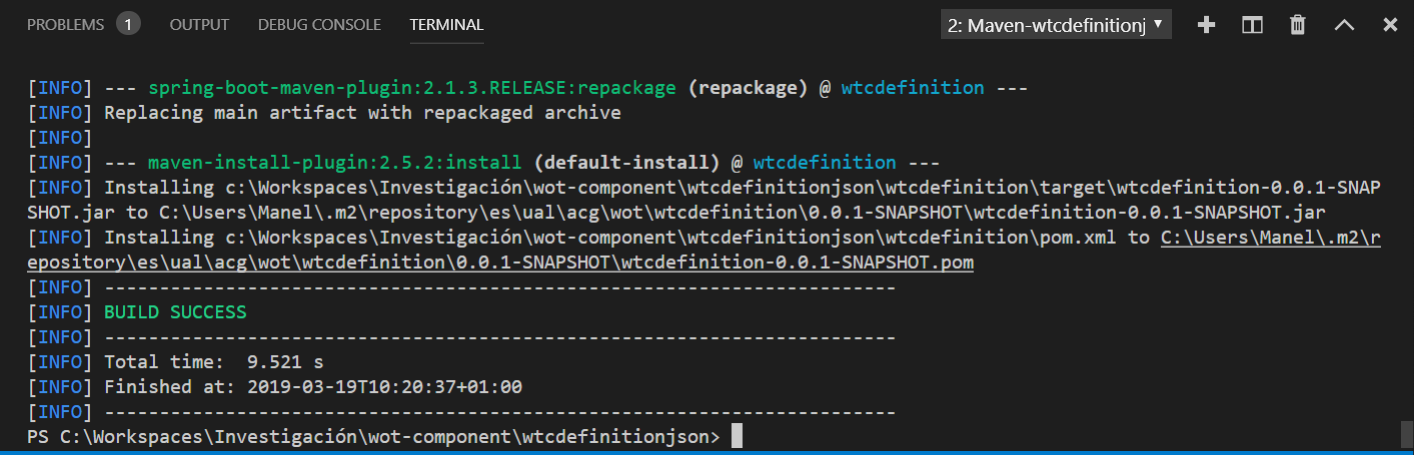 PROBLEMS 1 OUTPUT DEBUG CONSOLE TERMINAL 2: Maven-wtcdefinitionj
[INFO] --- spring-boot-maven-plugin:2.1.3.RELEASE:repackage (repackage) @ wtcdefinition ---
[INFO] Replacing main artifact with repackaged archive
[INFO]
[INFO] --- maven-install-plugin:2.5.2:install (default-install) @ wtcdefinition ---
[INFO] Installing c:\Workspaces\Investigación\wot-component\wtcdefinitionjson\wtcdefinition\target\wtcdefinition-0.0.1-SNAP
SHOT.jar to C:\Users\Manel\.m2\repository\es\ual\acg\wot\wtcdefinition\0.0.1-SNAPSHOT\wtcdefinition-0.0.1-SNAPSHOT.jar
[INFO] Installing c:\Workspaces\Investigación\wot-component\wtcdefinitionjson\wtcdefinition\pom.xml to C:\Users\Manel\.m2\r
epository\es\ual\acg\wot\wtcdefinition\0.0.1-SNAPSHOT\wtcdefinition-0.0.1-SNAPSHOT.pom
[INFO] ------------------------------------------------------------------------
[INFO] BUILD SUCCESS
[INFO] ------------------------------------------------------------------------
[INFO] Total time:  9.521 s
[INFO] Finished at: 2019-03-19T10:20:37+01:00
[INFO] ------------------------------------------------------------------------
PS C:\Workspaces\Investigación\wot-component\wtcdefinitionjson>